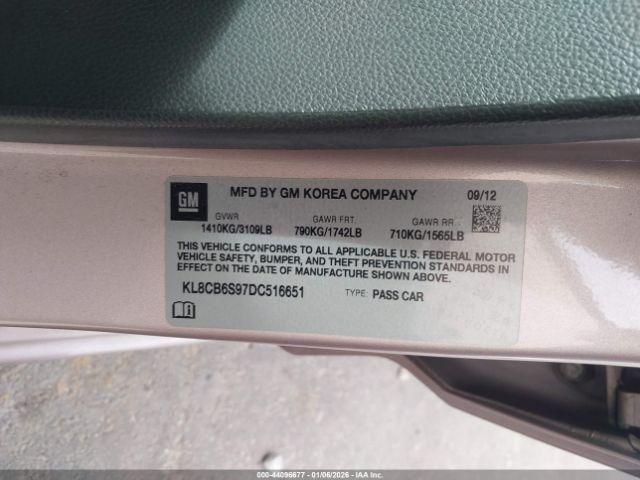 GM
MFD BY GM KOREA COMPANY 09/12
GVWR GAWR FRT. GAWR RR.
1410KG/3109LB 790KG/1742LB 710KG/1565LB
THIS VEHICLE CONFORMS TO ALL APPLICABLE U.S. FEDERAL MOTOR
VEHICLE SAFETY, BUMPER, AND THEFT PREVENTION STANDARDS IN
EFFECT ON THE DATE OF MANUFACTURE SHOWN ABOVE.
KL8CB6S97DC516651 TYPE: PASS CAR
OOD - 44096677 - 01/06/2026 - IAA Inc.